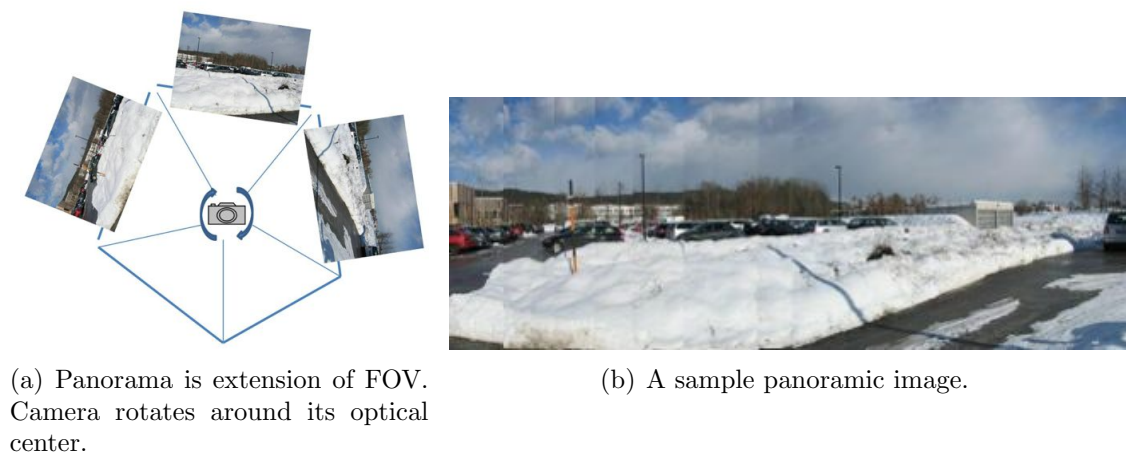 (a) Panorama is extension of FOV.
Camera rotates around its optical
center.
(b) A sample panoramic image.